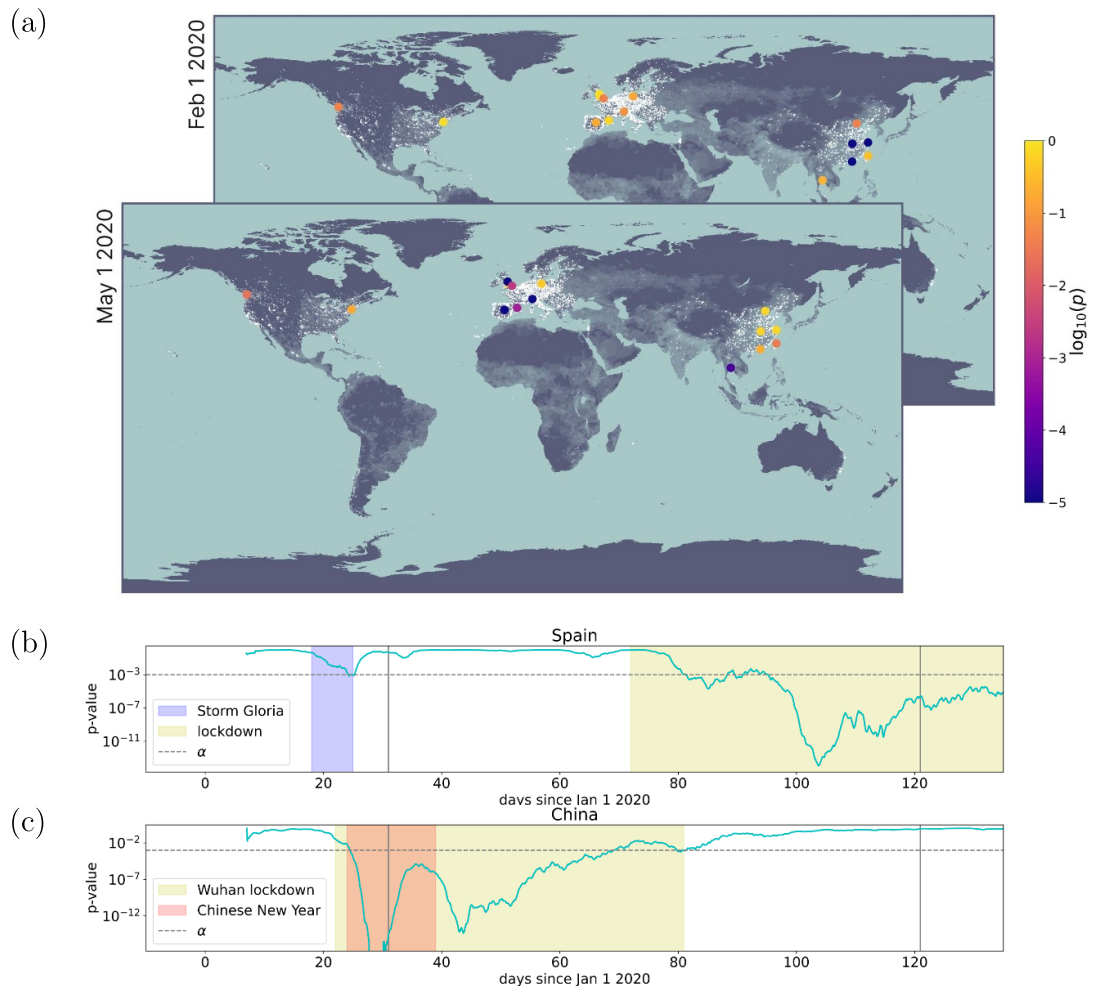 (a)
Feb 1 2020
May 1 2020
0
−1
−2
−3
−4
−5
log₁₀(p)
(b)
Spain
10⁻³
10⁻⁷
10⁻¹¹
p-value
Storm Gloria
lockdown
α
0 20 40 60 80 100 120
days since Jan 1 2020
(c)
China
10⁻²
10⁻⁷
10⁻¹²
p-value
Wuhan lockdown
Chinese New Year
α
0 20 40 60 80 100 120
days since Jan 1 2020